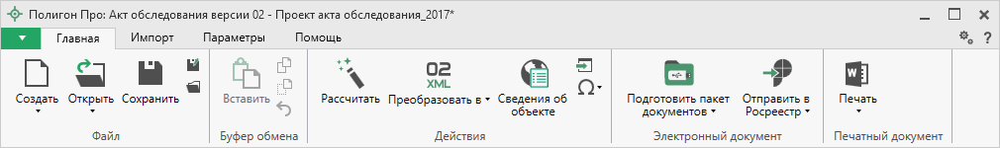 Полигон Про: Акт обследования версии 02 - Проект акта обследования_2017*
Главная Импорт Параметры Помощь ?
02
XML
W
Создать Открыть Сохранить Вставить Рассчитать Преобразовать в Сведения об объекте Подготовить пакет документов Отправить в Росреестр Печать
Файл Буфер обмена Действия Электронный документ Печатный документ